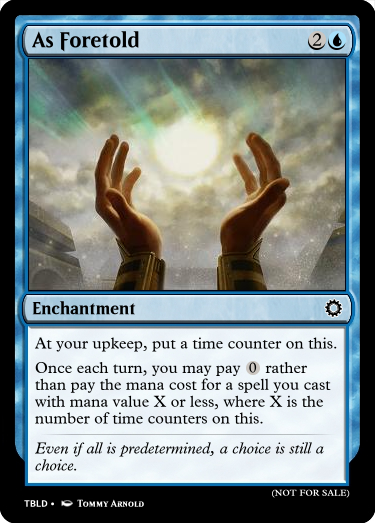 As Foretold 2
Enchantment
At your upkeep, put a time counter on this.
Once each turn, you may pay 0 rather
than pay the mana cost for a spell you cast
with mana value X or less, where X is the
number of time counters on this.
Even if all is predetermined, a choice is still a
choice.
(NOT FOR SALE)
TBLD • Tommy Arnold